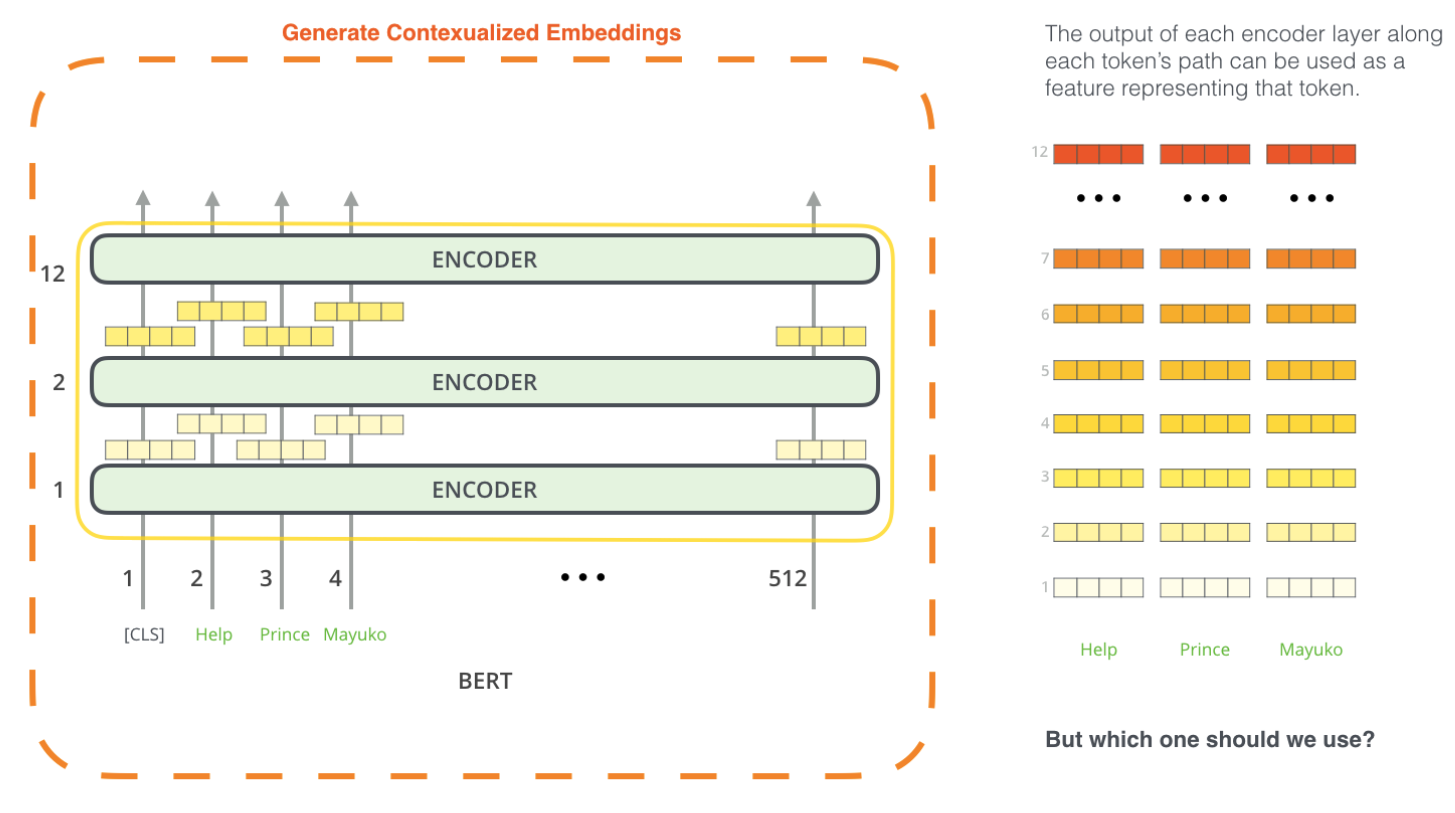 Generate Contexualized Embeddings
12
ENCODER
2
ENCODER
1
ENCODER
1 2 3 4 ••• 512
[CLS] Help Prince Mayuko
BERT
The output of each encoder layer along
each token’s path can be used as a
feature representing that token.
12
•••  •••  •••
7
6
5
4
3
2
1
Help Prince Mayuko
But which one should we use?